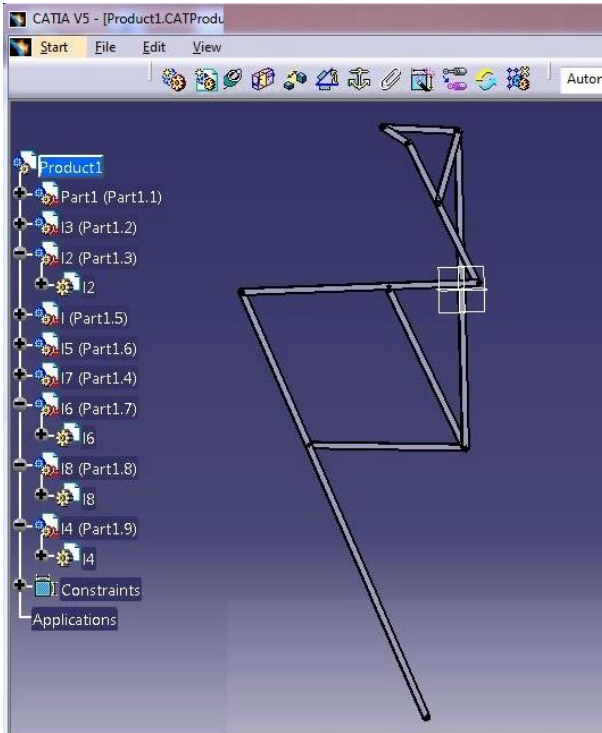 CATIA V5 - [Product1.CATProdu
Start File Edit View
Autor
Product1
Part1 (Part1.1)
I3 (Part1.2)
I2 (Part1.3)
I2
I (Part1.5)
I5 (Part1.6)
I7 (Part1.4)
I6 (Part1.7)
I6
I8 (Part1.8)
I8
I4 (Part1.9)
I4
Constraints
Applications